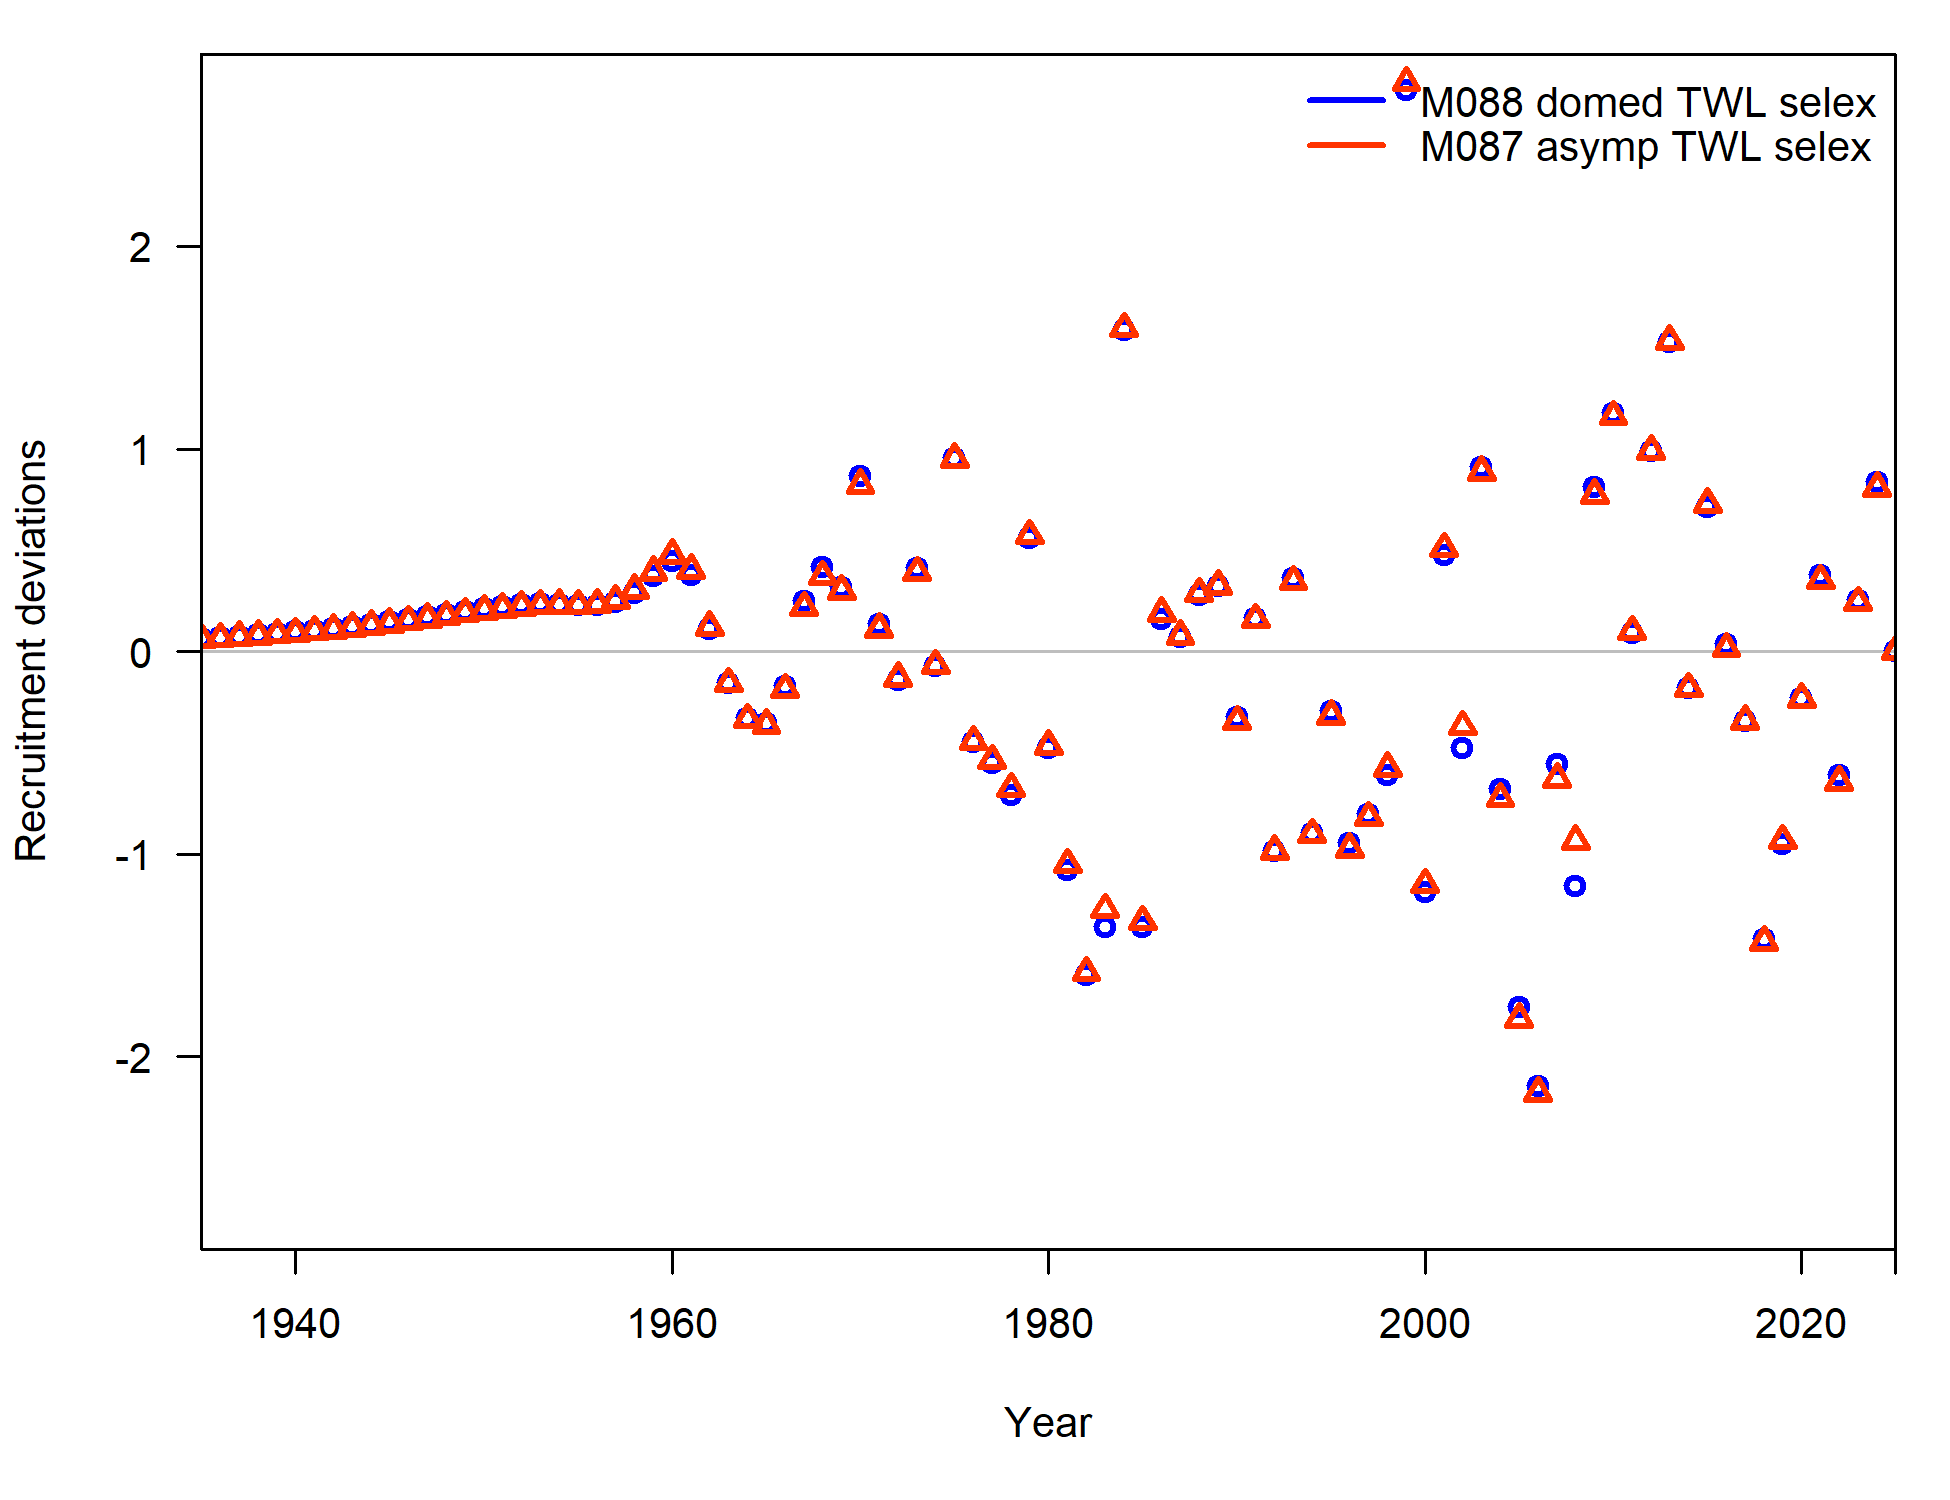 M088 domed TWL selex
M087 asymp TWL selex
2
1
0
-1
-2
Recruitment deviations
1940 1960 1980 2000 2020
Year